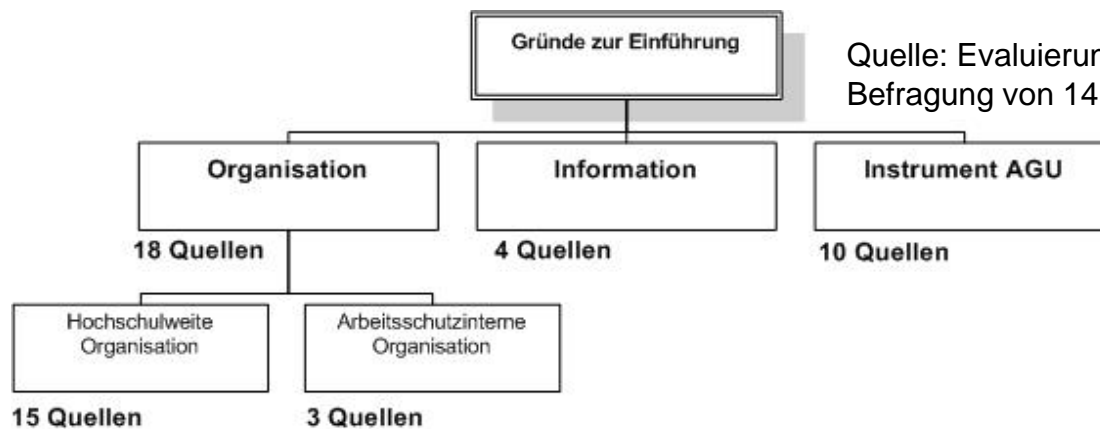 Gründe zur Einführung
Quelle: Evaluierun
Befragung von 14
Organisation
Information
Instrument AGU
18 Quellen
4 Quellen
10 Quellen
Hochschulweite
Organisation
Arbeitsschutzinterne
Organisation
15 Quellen
3 Quellen